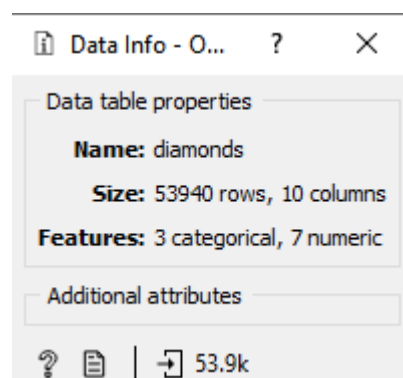 Data Info - O... ?
Data table properties
Name: diamonds
Size: 53940 rows, 10 columns
Features: 3 categorical, 7 numeric
Additional attributes
? 53.9k